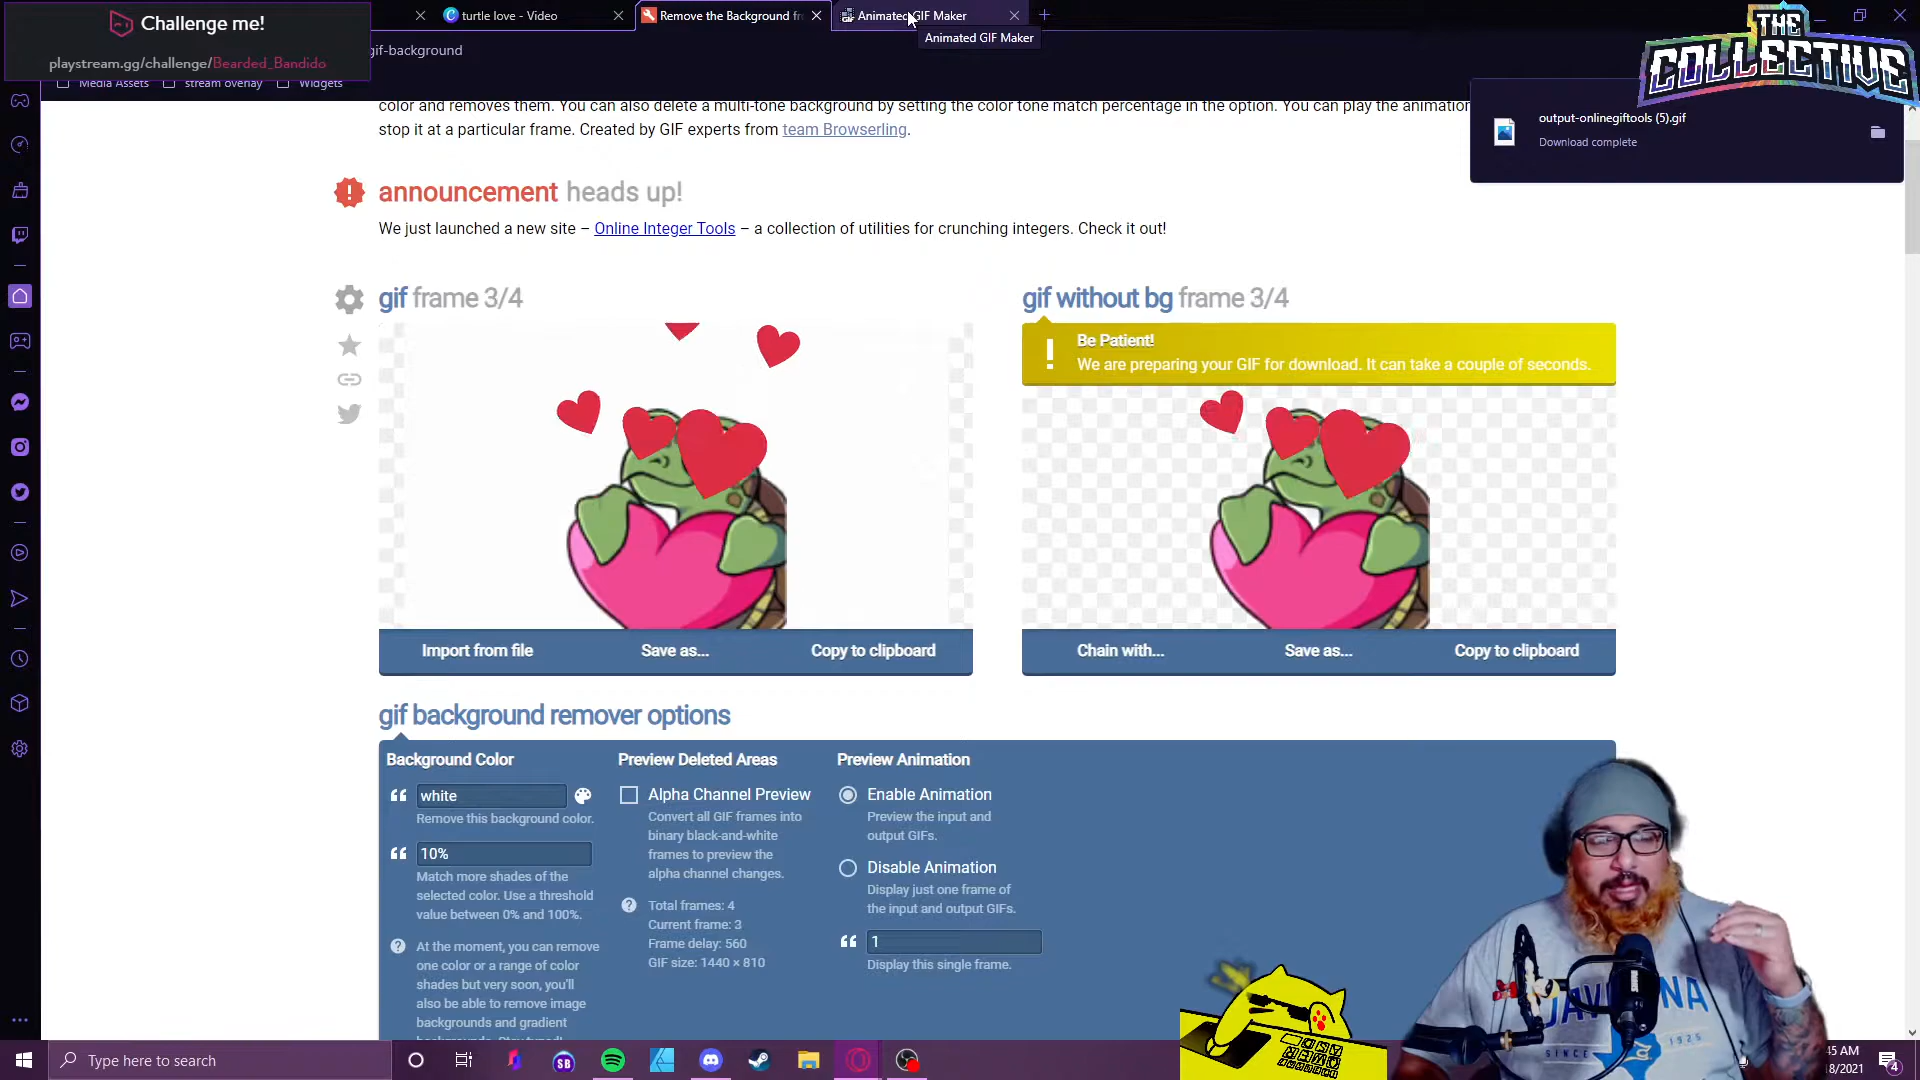 Challenge me!
playstream.gg/challenge/Bearded_Bandido
turtle love - Video
Remove the Background fr
Animated GIF Maker
Animated GIF Maker
gif-background
THE
COLLECTIVE
Media Assets
stream overlay
Widgets
color and removes them. You can also delete a multi-tone background by setting the color tone match percentage in the option. You can play the animation
stop it at a particular frame. Created by GIF experts from team Browserling.
output-onlinegiftools (5).gif
Download complete
announcement heads up!
We just launched a new site – Online Integer Tools – a collection of utilities for crunching integers. Check it out!
gif frame 3/4
gif without bg frame 3/4
Be Patient!
We are preparing your GIF for download. It can take a couple of seconds.
Import from file
Save as...
Copy to clipboard
Chain with...
Save as...
Copy to clipboard
gif background remover options
Background Color
white
Remove this background color.
10%
Match more shades of the
selected color. Use a threshold
value between 0% and 100%.
At the moment, you can remove
one color or a range of color
shades but very soon, you'll
also be able to remove image
backgrounds and gradient
Preview Deleted Areas
Alpha Channel Preview
Convert all GIF frames into
binary black-and-white
frames to preview the
alpha channel changes.
Total frames: 4
Current frame: 3
Frame delay: 560
GIF size: 1440 × 810
Preview Animation
Enable Animation
Preview the input and
output GIFs.
Disable Animation
Display just one frame of
the input and output GIFs.
1
Display this single frame.
SINCE
1925
Type here to search
SB
45 AM
18/2021
4